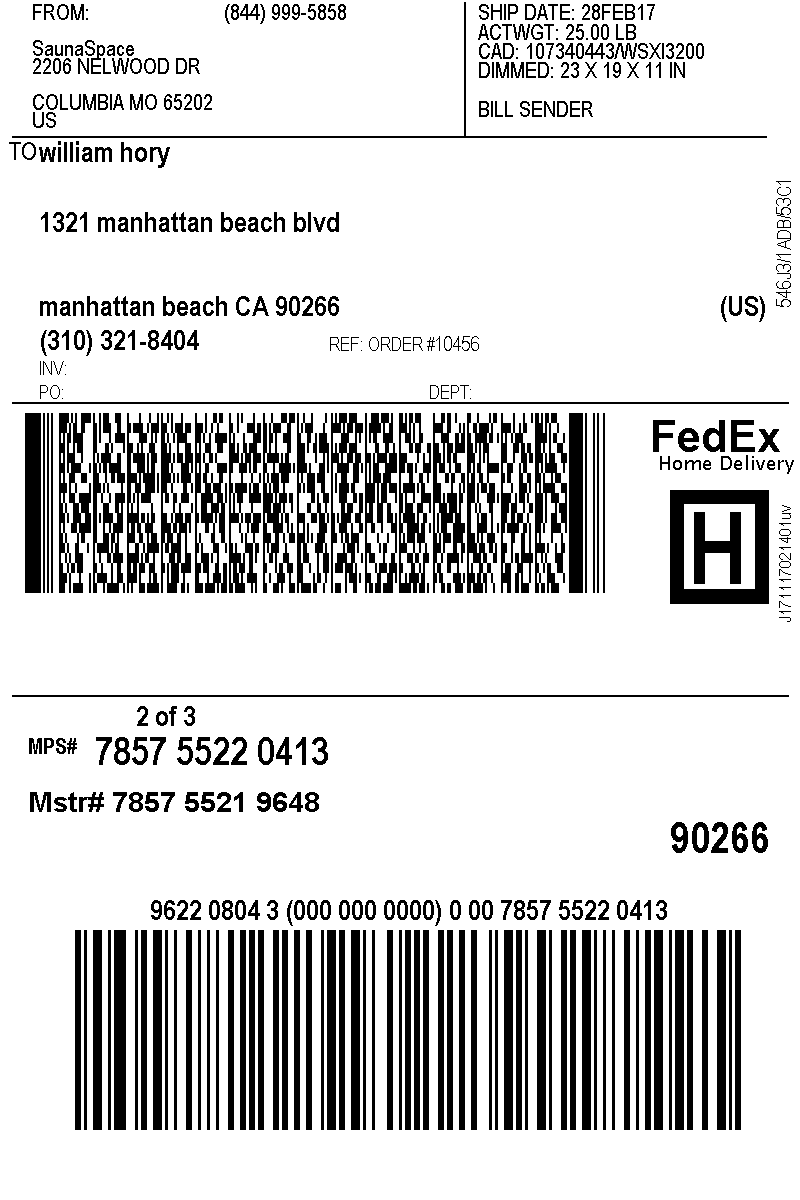 FROM: (844) 999-5858
SaunaSpace
2206 NELWOOD DR
COLUMBIA MO 65202
US
SHIP DATE: 28FEB17
ACTWGT: 25.00 LB
CAD: 107340443/WSXI3200
DIMMED: 23 X 19 X 11 IN
BILL SENDER
TO william hory
1321 manhattan beach blvd
manhattan beach CA 90266 (US)
(310) 321-8404 REF: ORDER #10456
INV:
PO: DEPT:
546J3/1ADB/53C1
FedEx
Home Delivery
H
J171117021401uv
2 of 3
MPS# 7857 5522 0413
Mstr# 7857 5521 9648
90266
9622 0804 3 (000 000 0000) 0 00 7857 5522 0413